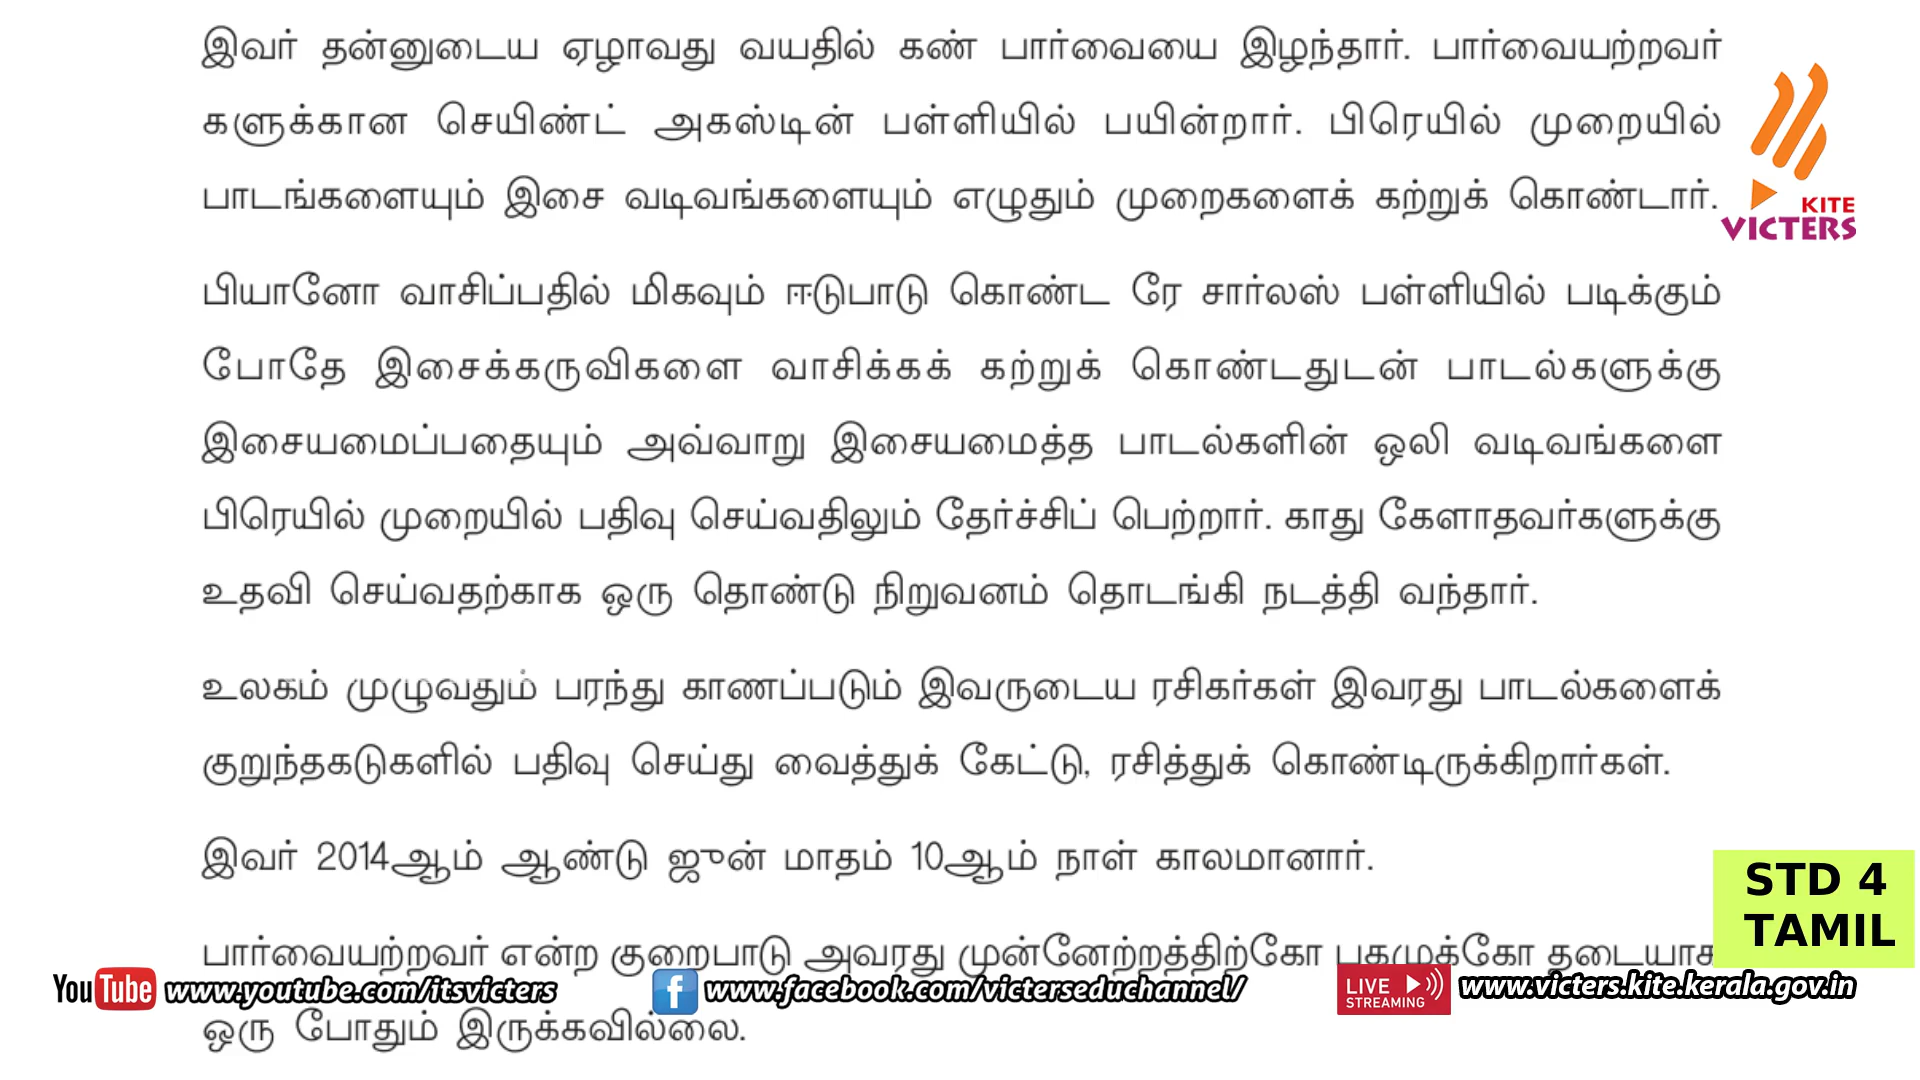 இவர் தன்னுடைய ஏழாவது வயதில் கண் பார்வையை இழந்தார். பார்வையற்றவர்
களுக்கான செயிண்ட் அகஸ்டின் பள்ளியில் பயின்றார். பிரெயில் முறையில்
பாடங்களையும் இசை வடிவங்களையும் எழுதும் முறைகளைக் கற்றுக் கொண்டார்.
KITE
VICTERS
பியானோ வாசிப்பதில் மிகவும் ஈடுபாடு கொண்ட ரே சார்லஸ் பள்ளியில் படிக்கும்
போதே இசைக்கருவிகளை வாசிக்கக் கற்றுக் கொண்டதுடன் பாடல்களுக்கு
இசையமைப்பதையும் அவ்வாறு இசையமைத்த பாடல்களின் ஒலி வடிவங்களை
பிரெயில் முறையில் பதிவு செய்வதிலும் தேர்ச்சிப் பெற்றார். காது கேளாதவர்களுக்கு
உதவி செய்வதற்காக ஒரு தொண்டு நிறுவனம் தொடங்கி நடத்தி வந்தார்.
உலகம் முழுவதும் பரந்து காணப்படும் இவருடைய ரசிகர்கள் இவரது பாடல்களைக்
குறுந்தகடுகளில் பதிவு செய்து வைத்துக் கேட்டு, ரசித்துக் கொண்டிருக்கிறார்கள்.
இவர் 2014ஆம் ஆண்டு ஜுன் மாதம் 10ஆம் நாள் காலமானார்.
STD 4
TAMIL
பார்வையற்றவர் என்ற குறைபாடு அவரது முன்னேற்றத்திற்கோ புகழுக்கோ தடையாக
YouTube www.youtube.com/itsvicters f www.facebook.com/victerseduchannel/ LIVE STREAMING www.victers.kite.kerala.gov.in
ஒரு போதும் இருக்கவில்லை.